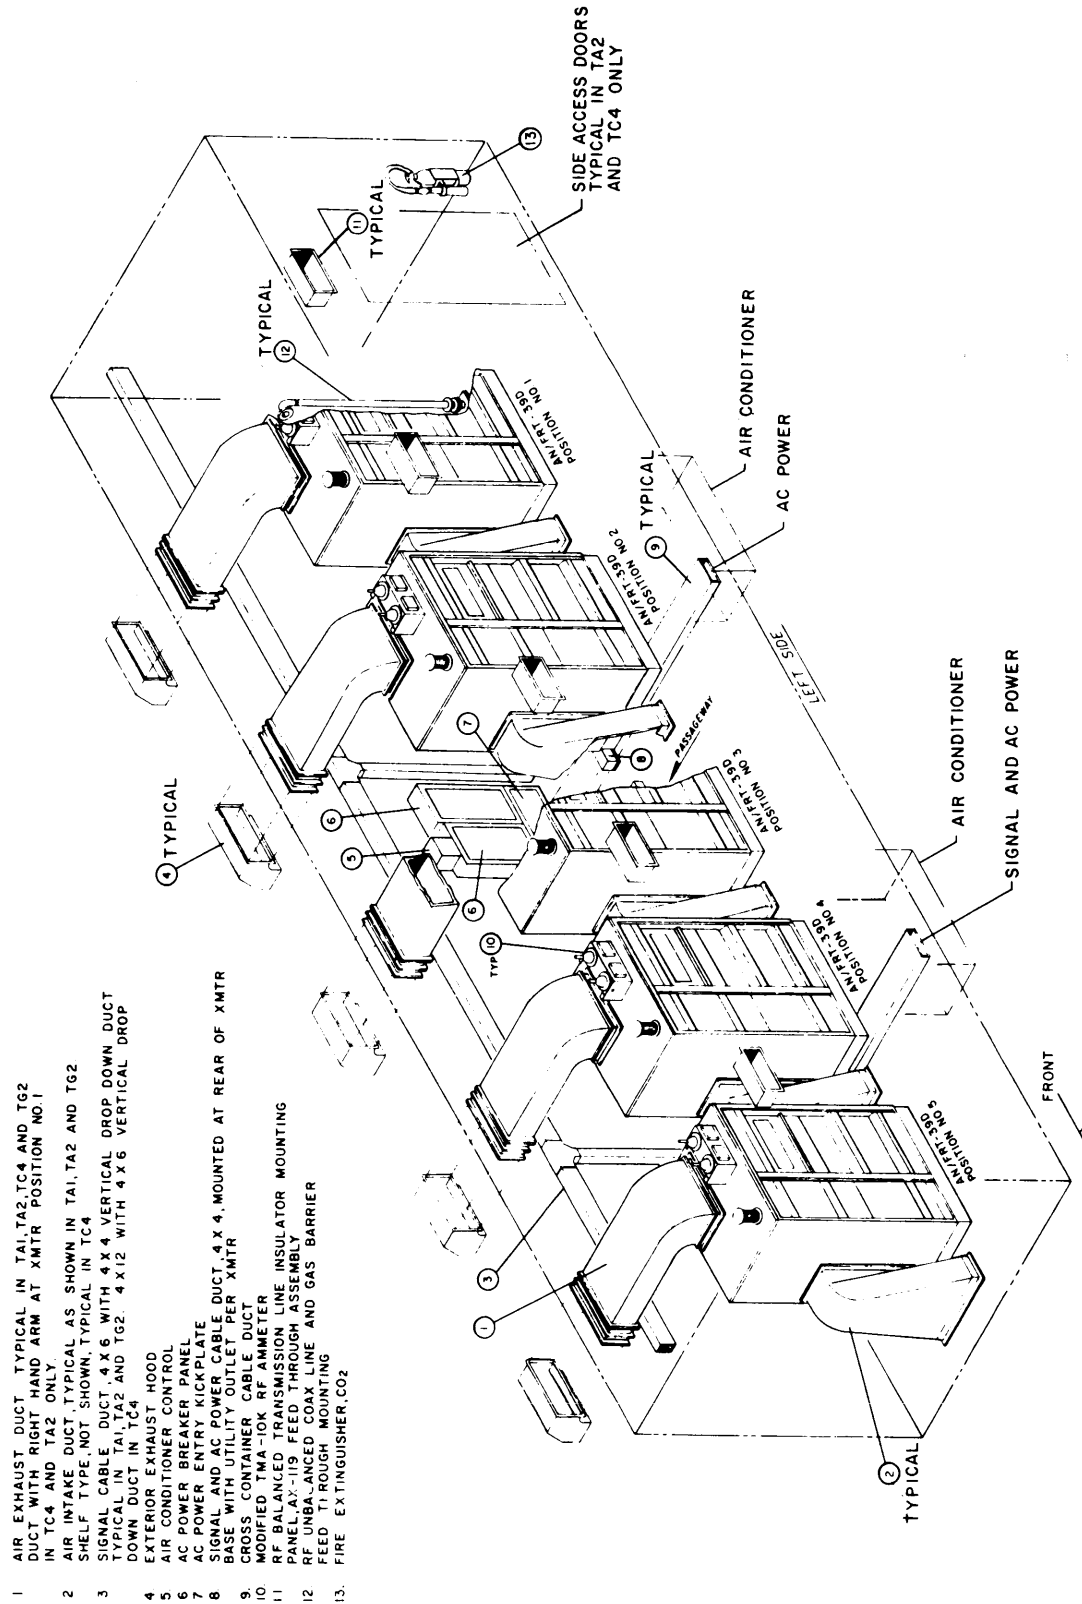 1 AIR EXHAUST DUCT TYPICAL IN TA1, TA2, TC4 AND TG2
DUCT WITH RIGHT HAND ARM AT XMTR POSITION NO.1
IN TC4 AND TA2 ONLY.
2 AIR INTAKE DUCT, TYPICAL AS SHOWN IN TA1, TA2 AND TG2
SHELF TYPE, NOT SHOWN, TYPICAL IN TC4
3 SIGNAL CABLE DUCT, 4 X 6 WITH 4 X 4 VERTICAL DROP DOWN DUCT
TYPICAL IN TA1, TA2 AND TG2. 4 X 12 WITH 4 X 6 VERTICAL DROP
DOWN DUCT IN TC4
4 EXTERIOR EXHAUST HOOD
5 AIR CONDITIONER CONTROL
6 AC POWER BREAKER PANEL
7 AC POWER ENTRY KICKPLATE
8 SIGNAL AND AC POWER CABLE DUCT, 4 X 4, MOUNTED AT REAR OF XMTR
BASE WITH UTILITY OUTLET PER XMTR
9. CROSS CONTAINER CABLE DUCT
10. MODIFIED TMA-10K RF AMMETER
11 RF BALANCED TRANSMISSION LINE INSULATOR MOUNTING
PANEL, AX-119 FEED THROUGH ASSEMBLY
12 RF UNBALANCED COAX LINE AND GAS BARRIER
FEED THROUGH MOUNTING
13. FIRE EXTINGUISHER, CO2
4 TYPICAL
12
TYPICAL
11
TYPICAL
13
SIDE ACCESS DOORS
TYPICAL IN TA2
AND TC4 ONLY
AN/FRT-39D
POSITION NO.1
AN/FRT-39D
POSITION NO 2
9 TYPICAL
AIR CONDITIONER
AC POWER
5
6
6
7
8
PASSAGEWAY
LEFT SIDE
AN/FRT-39D
POSITION NO 3
TYP 10
AN/FRT-39D
POSITION NO 4
AIR CONDITIONER
SIGNAL AND AC POWER
3
1
AN/FRT-39D
POSITION NO 5
FRONT
2
TYPICAL